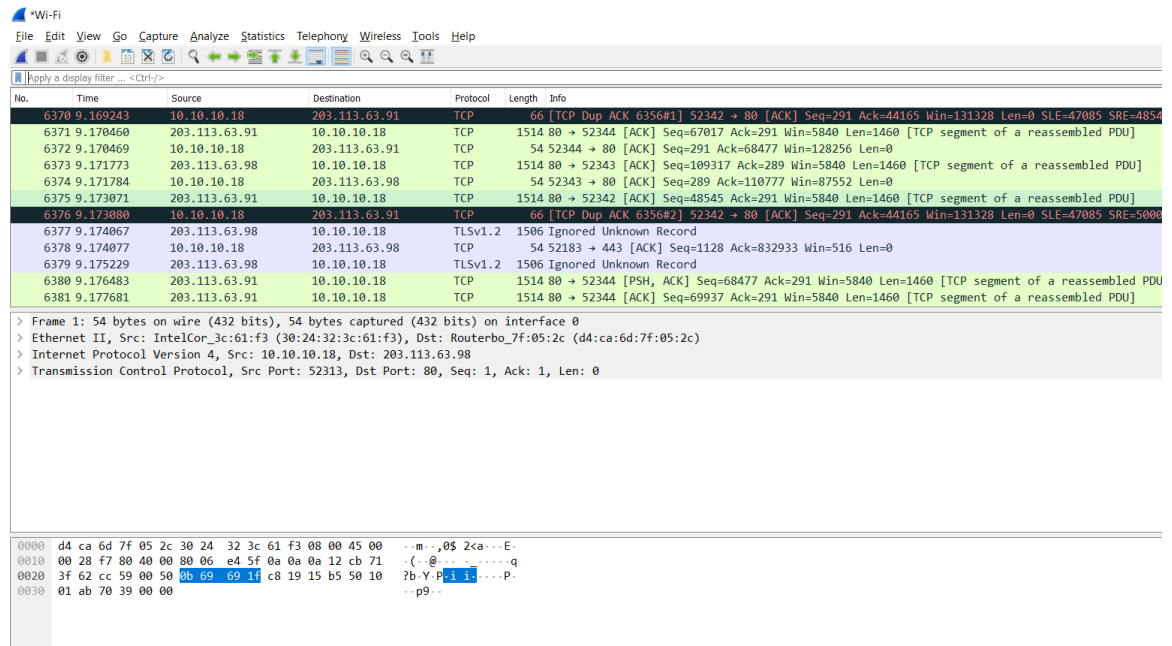 *Wi-Fi
File Edit View Go Capture Analyze Statistics Telephony Wireless Tools Help
Apply a display filter ... <Ctrl-/>
No. Time Source Destination Protocol Length Info
6370 9.169243 10.10.10.18 203.113.63.91 TCP 66 [TCP Dup ACK 6356#1] 52342 → 80 [ACK] Seq=291 Ack=44165 Win=131328 Len=0 SLE=47085 SRE=4854
6371 9.170460 203.113.63.91 10.10.10.18 TCP 1514 80 → 52344 [ACK] Seq=67017 Ack=291 Win=5840 Len=1460 [TCP segment of a reassembled PDU]
6372 9.170469 10.10.10.18 203.113.63.91 TCP 54 52344 → 80 [ACK] Seq=291 Ack=68477 Win=128256 Len=0
6373 9.171773 203.113.63.98 10.10.10.18 TCP 1514 80 → 52343 [ACK] Seq=109317 Ack=289 Win=5840 Len=1460 [TCP segment of a reassembled PDU]
6374 9.171784 10.10.10.18 203.113.63.98 TCP 54 52343 → 80 [ACK] Seq=289 Ack=110777 Win=87552 Len=0
6375 9.173071 203.113.63.91 10.10.10.18 TCP 1514 80 → 52342 [ACK] Seq=48545 Ack=291 Win=5840 Len=1460 [TCP segment of a reassembled PDU]
6376 9.173080 10.10.10.18 203.113.63.91 TCP 66 [TCP Dup ACK 6356#2] 52342 → 80 [ACK] Seq=291 Ack=44165 Win=131328 Len=0 SLE=47085 SRE=5000
6377 9.174067 203.113.63.98 10.10.10.18 TLSv1.2 1506 Ignored Unknown Record
6378 9.174077 10.10.10.18 203.113.63.98 TCP 54 52183 → 443 [ACK] Seq=1128 Ack=832933 Win=516 Len=0
6379 9.175229 203.113.63.98 10.10.10.18 TLSv1.2 1506 Ignored Unknown Record
6380 9.176483 203.113.63.91 10.10.10.18 TCP 1514 80 → 52344 [PSH, ACK] Seq=68477 Ack=291 Win=5840 Len=1460 [TCP segment of a reassembled PDU
6381 9.177681 203.113.63.91 10.10.10.18 TCP 1514 80 → 52344 [ACK] Seq=69937 Ack=291 Win=5840 Len=1460 [TCP segment of a reassembled PDU]
> Frame 1: 54 bytes on wire (432 bits), 54 bytes captured (432 bits) on interface 0
> Ethernet II, Src: IntelCor_3c:61:f3 (30:24:32:3c:61:f3), Dst: Routerbo_7f:05:2c (d4:ca:6d:7f:05:2c)
> Internet Protocol Version 4, Src: 10.10.10.18, Dst: 203.113.63.98
> Transmission Control Protocol, Src Port: 52313, Dst Port: 80, Seq: 1, Ack: 1, Len: 0
0000 d4 ca 6d 7f 05 2c 30 24 32 3c 61 f3 08 00 45 00 ··m··,0$ 2<a···E·
0010 00 28 f7 80 40 00 80 06 e4 5f 0a 0a 0a 12 cb 71 ·(··@··· ·_·····q
0020 3f 62 cc 59 00 50 0b 69 69 1f c8 19 15 b5 50 10 ?b·Y·P·i i·····P·
0030 01 ab 70 39 00 00 ··p9··